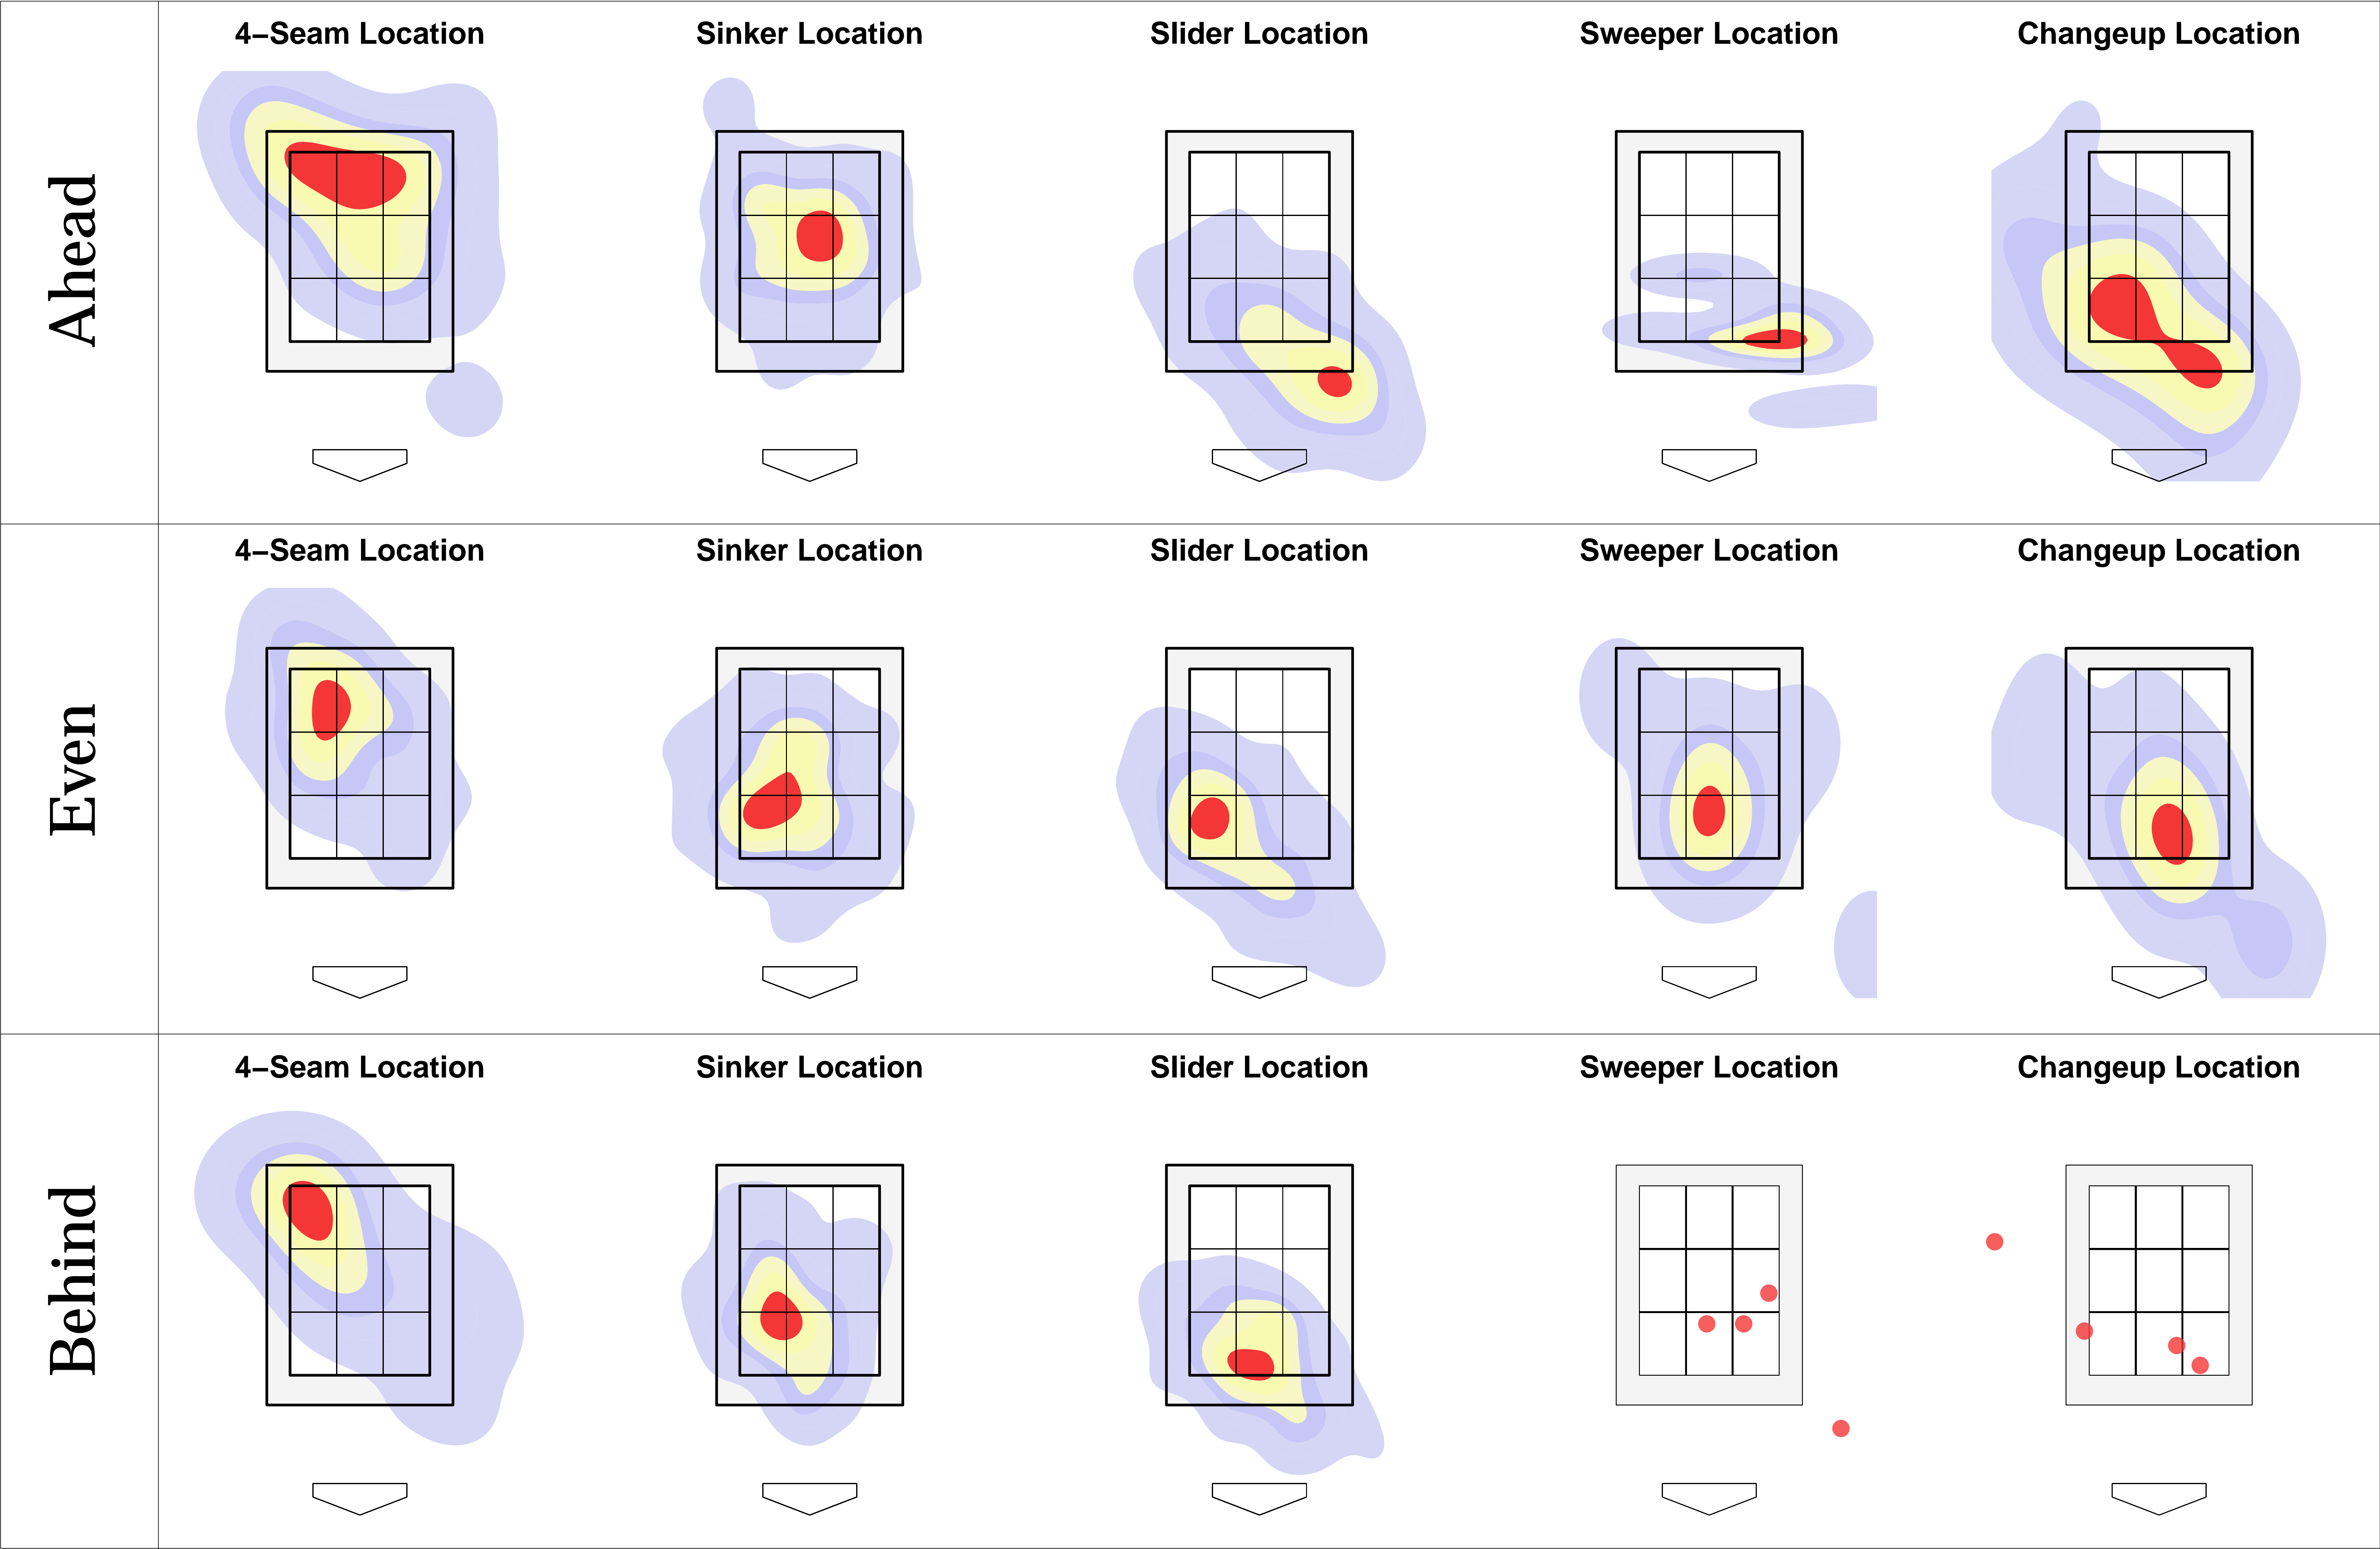 4–Seam Location
Sinker Location
Slider Location
Sweeper Location
Changeup Location
Ahead
4–Seam Location
Sinker Location
Slider Location
Sweeper Location
Changeup Location
Even
4–Seam Location
Sinker Location
Slider Location
Sweeper Location
Changeup Location
Behind